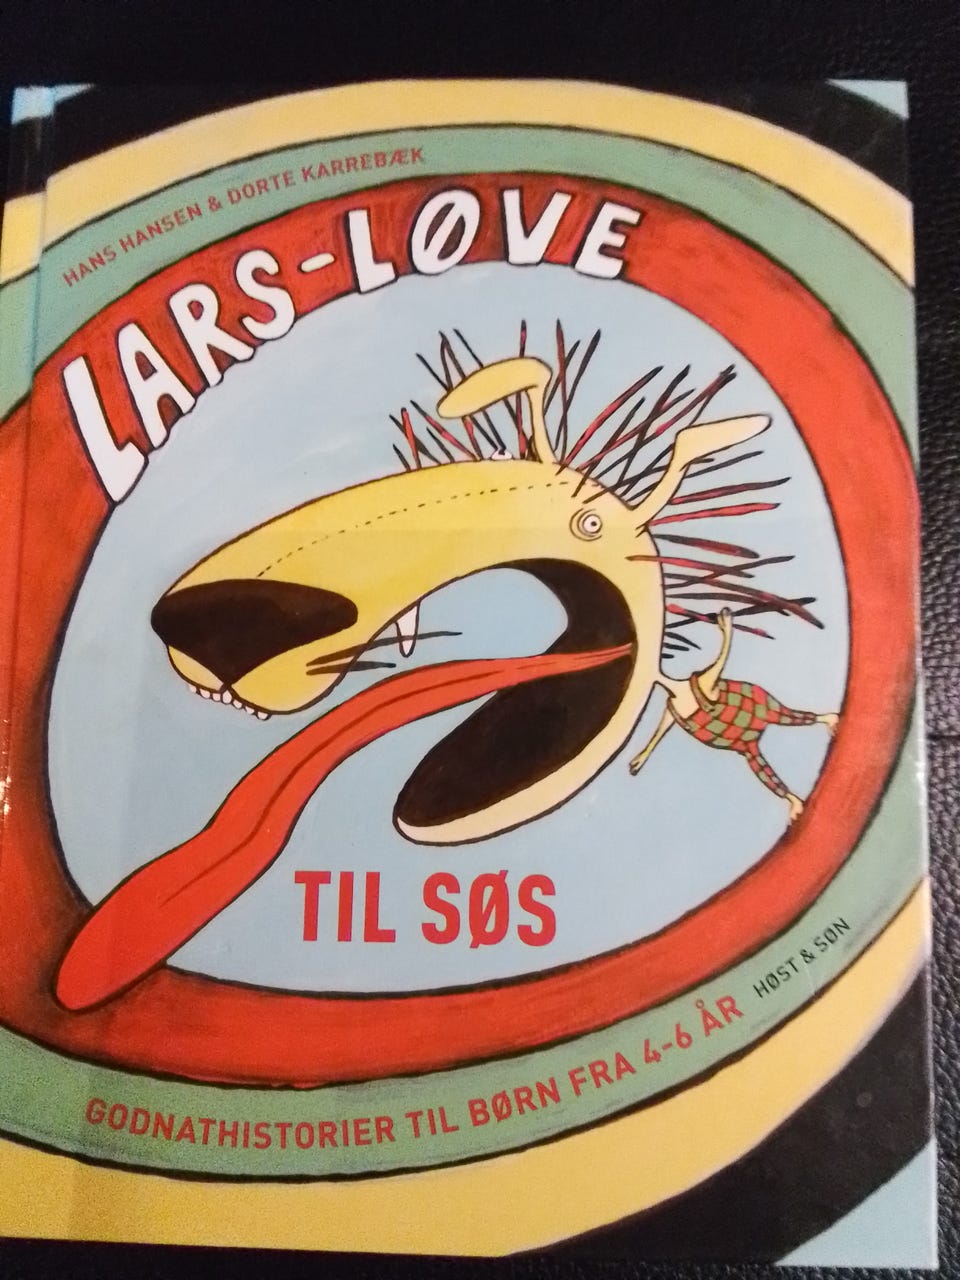 HANS HANSEN & DORTE KARREBÆK
LARS-LØVE
TIL SØS
GODNATHISTORIER TIL BØRN FRA 4-6 ÅR
HØST & SØN